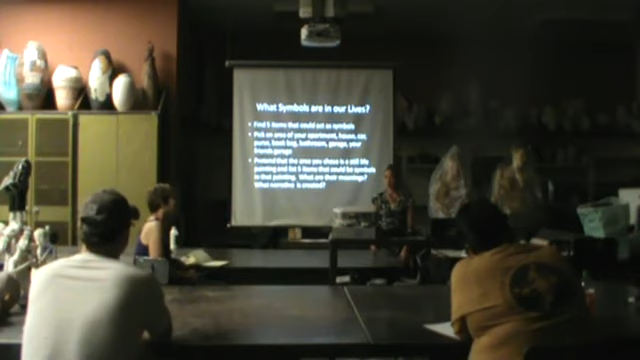 What Symbols are in our Lives?
• Find 5 items that could act as symbols
• Pick an area of your apartment, house, car,
purse, book bag, bathroom, garage, your
friends garage
• Pretend that the area you chose is a still life
painting and list 5 items that could be symbols
in that painting. What are their meanings?
What narrative is created?